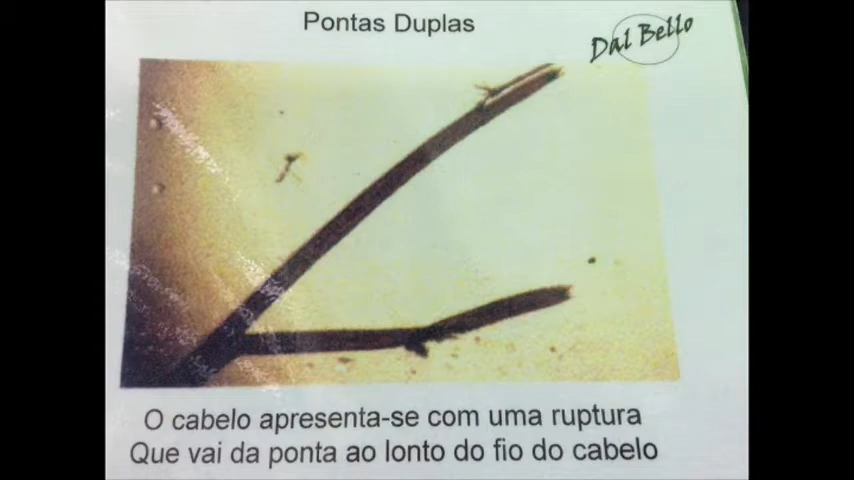 Pontas Duplas
Dal Bello
O cabelo apresenta-se com uma ruptura
Que vai da ponta ao lonto do fio do cabelo